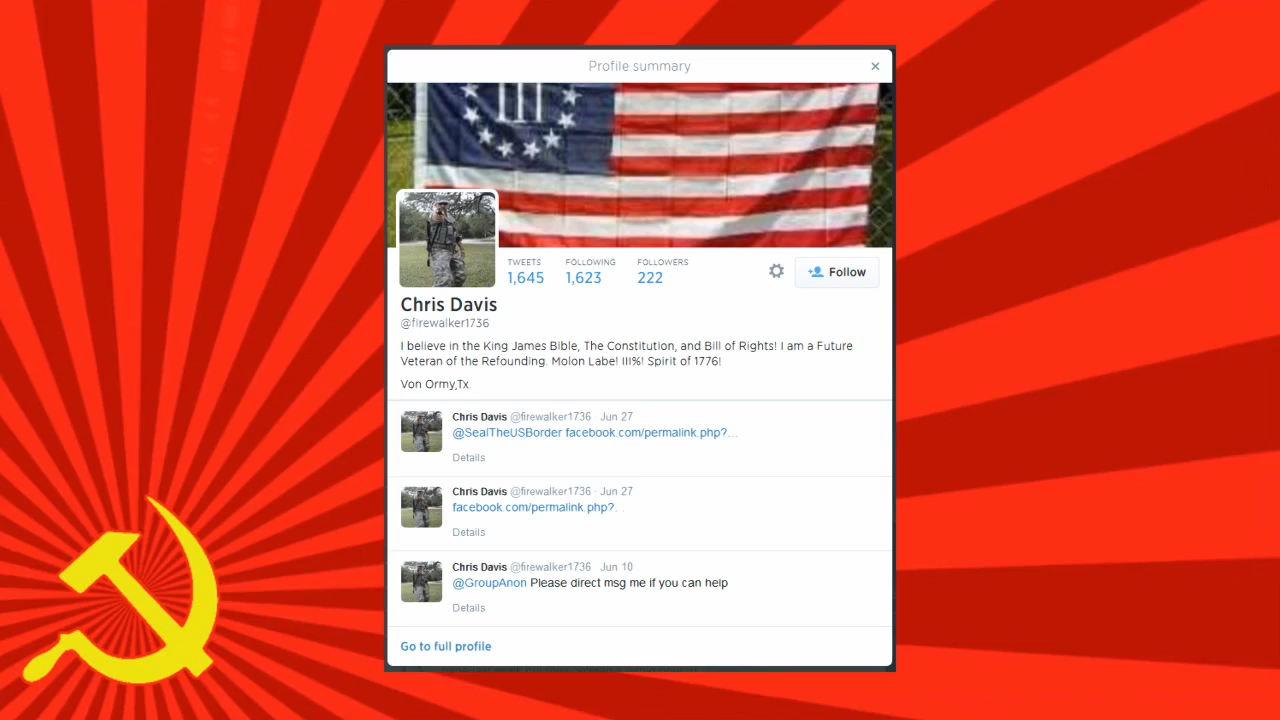 Profile summary
×
III
TWEETS FOLLOWING FOLLOWERS
1,645 1,623 222
Follow
Chris Davis
@firewalker1736
I believe in the King James Bible, The Constitution, and Bill of Rights! I am a Future
Veteran of the Refounding. Molon Labe! III%! Spirit of 1776!
Von Ormy,Tx.
Chris Davis @firewalker1736 · Jun 27
@SealTheUSBorder facebook.com/permalink.php?…
Details
Chris Davis @firewalker1736 · Jun 27
facebook.com/permalink.php?. .
Details
Chris Davis @firewalker1736 Jun 10
@GroupAnon Please direct msg me if you can help
Details
Go to full profile